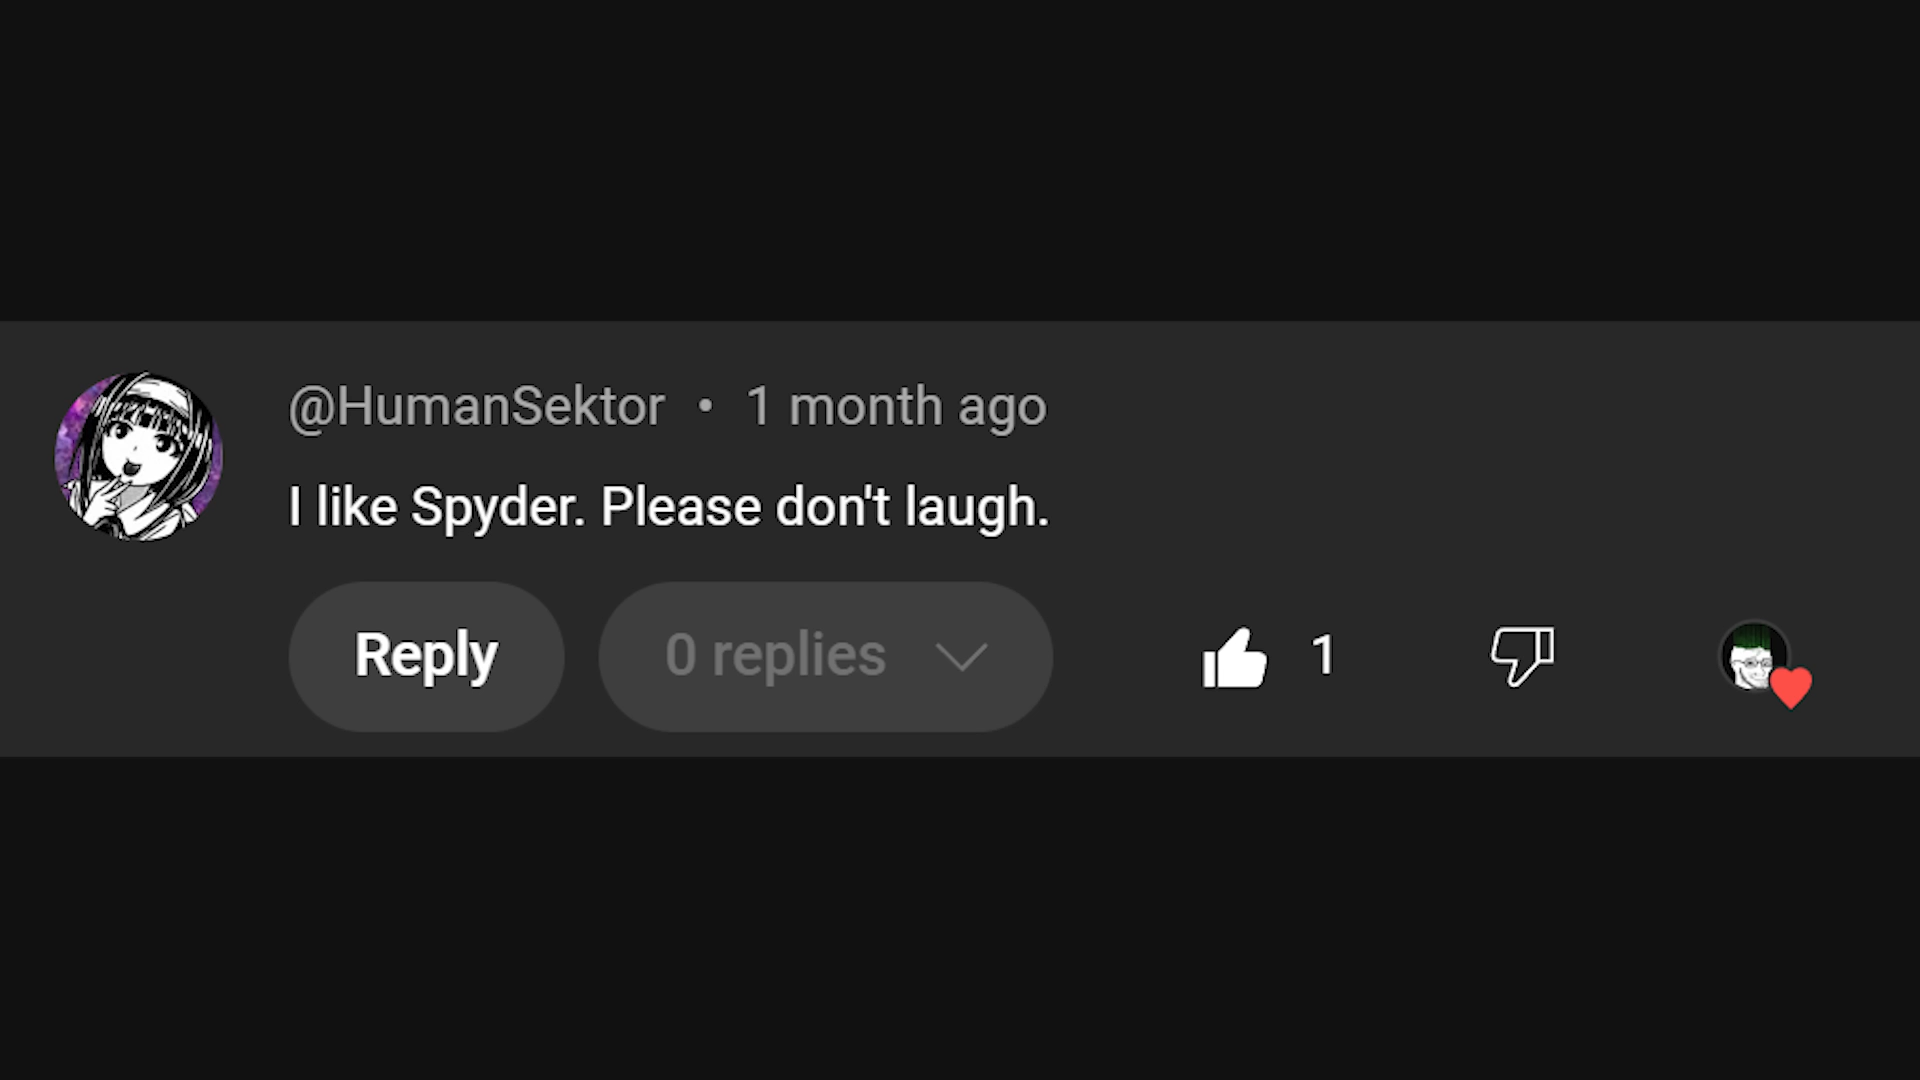 @HumanSektor • 1 month ago
I like Spyder. Please don't laugh.
Reply 0 replies 1